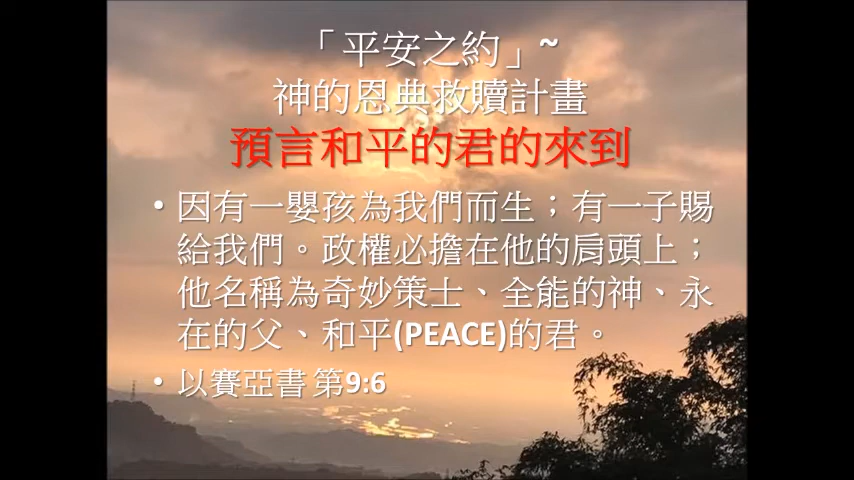 「平安之約」~
神的恩典救贖計畫
預言和平的君的來到
• 因有一嬰孩為我們而生；有一子賜
給我們。政權必擔在他的肩頭上；
他名稱為奇妙策士、全能的神、永
在的父、和平(PEACE)的君。
• 以賽亞書 第9:6